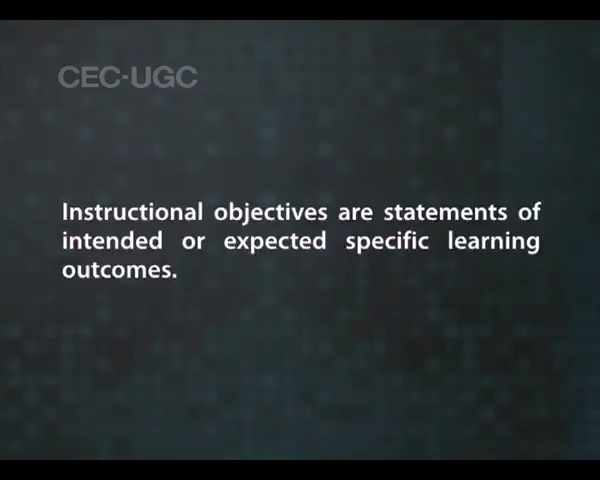 CEC-UGC
Instructional objectives are statements of
intended or expected specific learning
outcomes.